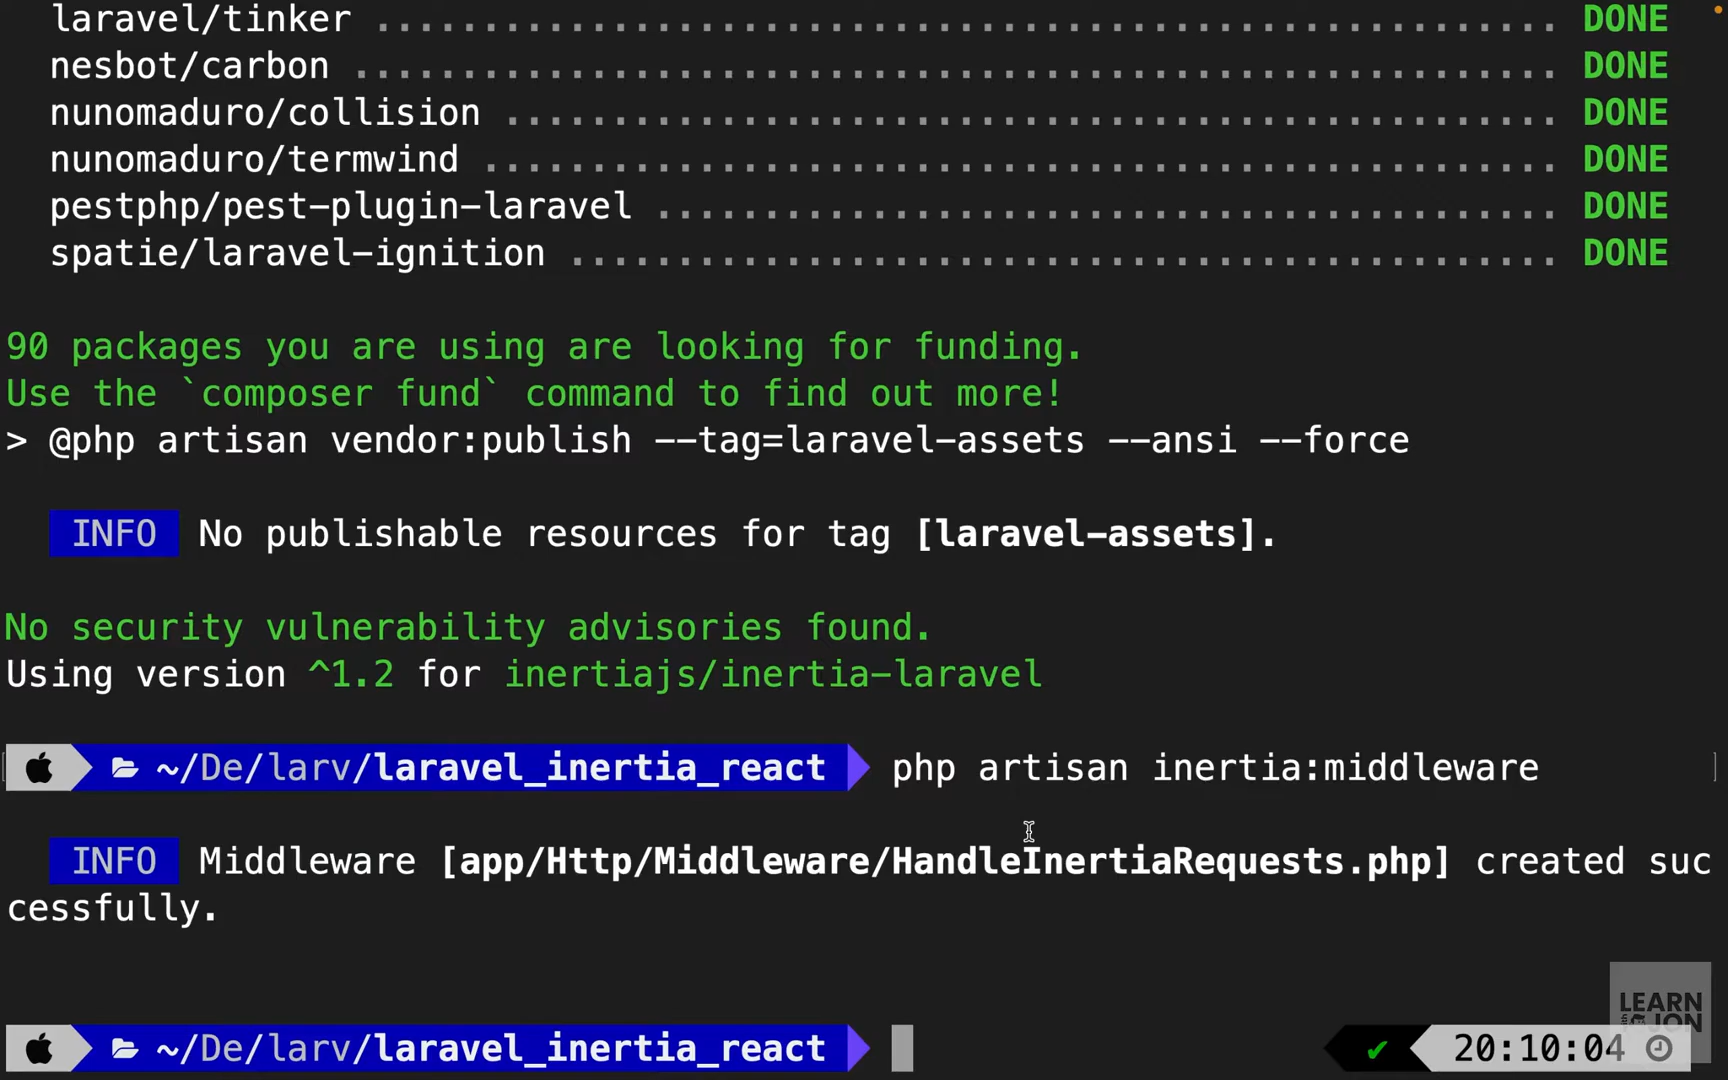 laravel/tinker ....................................................... DONE
nesbot/carbon ........................................................ DONE
nunomaduro/collision ................................................. DONE
nunomaduro/termwind .................................................. DONE
pestphp/pest-plugin-laravel .......................................... DONE
spatie/laravel-ignition .............................................. DONE
90 packages you are using are looking for funding.
Use the `composer fund` command to find out more!
> @php artisan vendor:publish --tag=laravel-assets --ansi --force
INFO No publishable resources for tag [laravel-assets].
No security vulnerability advisories found.
Using version ^1.2 for inertiajs/inertia-laravel
~/De/larv/laravel_inertia_react php artisan inertia:middleware
INFO Middleware [app/Http/Middleware/HandleInertiaRequests.php] created suc
cessfully.
LEARN
with
JON
~/De/larv/laravel_inertia_react ✔ 20:10:04